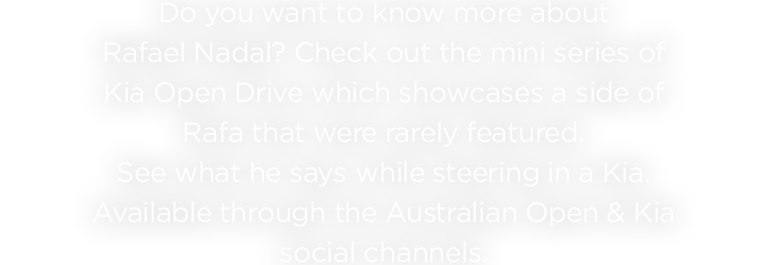 Do you want to know more about
Rafael Nadal? Check out the mini series of
Kia Open Drive which showcases a side of
Rafa that were rarely featured.
See what he says while steering in a Kia.
Available through the Australian Open & Kia
social channels.